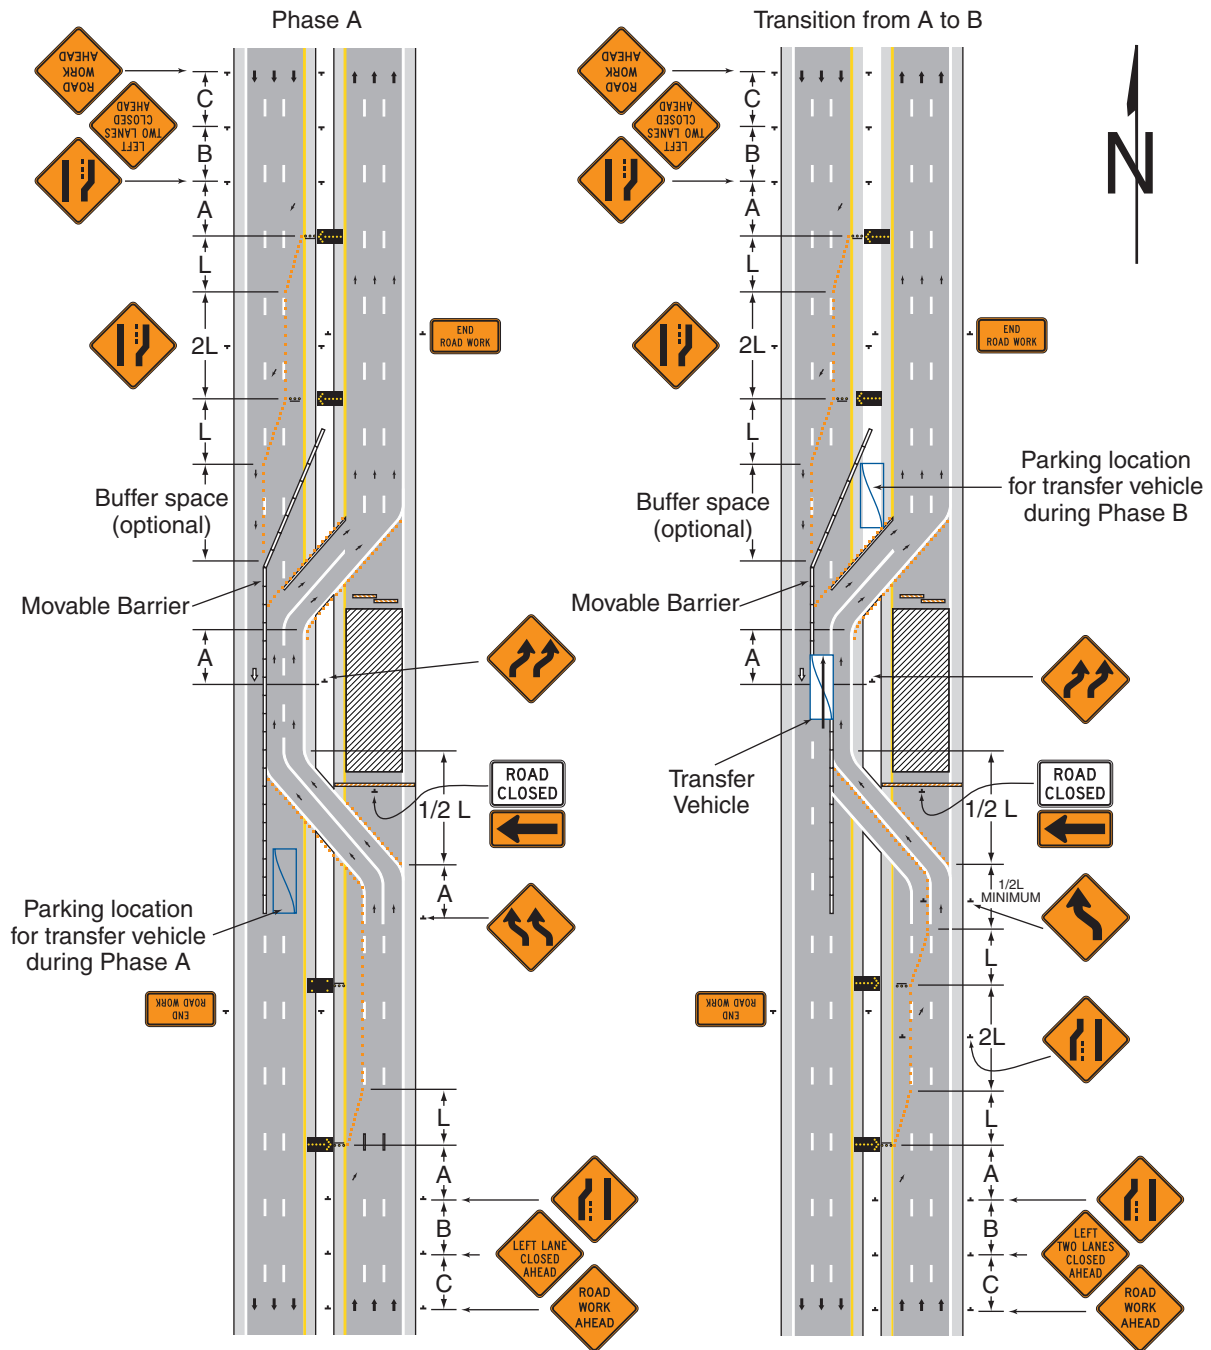 Phase A
ROAD
WORK
AHEAD
LEFT
TWO LANES
CLOSED
AHEAD
C
B
A
L
2L
L
END
ROAD WORK
Buffer space
(optional)
Movable Barrier
A
ROAD
CLOSED
1/2 L
A
Parking location
for transfer vehicle
during Phase A
END
ROAD WORK
L
A
B
C
LEFT LANE
CLOSED
AHEAD
ROAD
WORK
AHEAD
Transition from A to B
ROAD
WORK
AHEAD
LEFT
TWO LANES
CLOSED
AHEAD
C
B
A
L
2L
L
N
END
ROAD WORK
Parking location
for transfer vehicle
during Phase B
Buffer space
(optional)
Movable Barrier
A
Transfer
Vehicle
ROAD
CLOSED
1/2 L
1/2L
MINIMUM
L
END
ROAD WORK
2L
L
A
B
C
LEFT
TWO LANES
CLOSED
AHEAD
ROAD
WORK
AHEAD